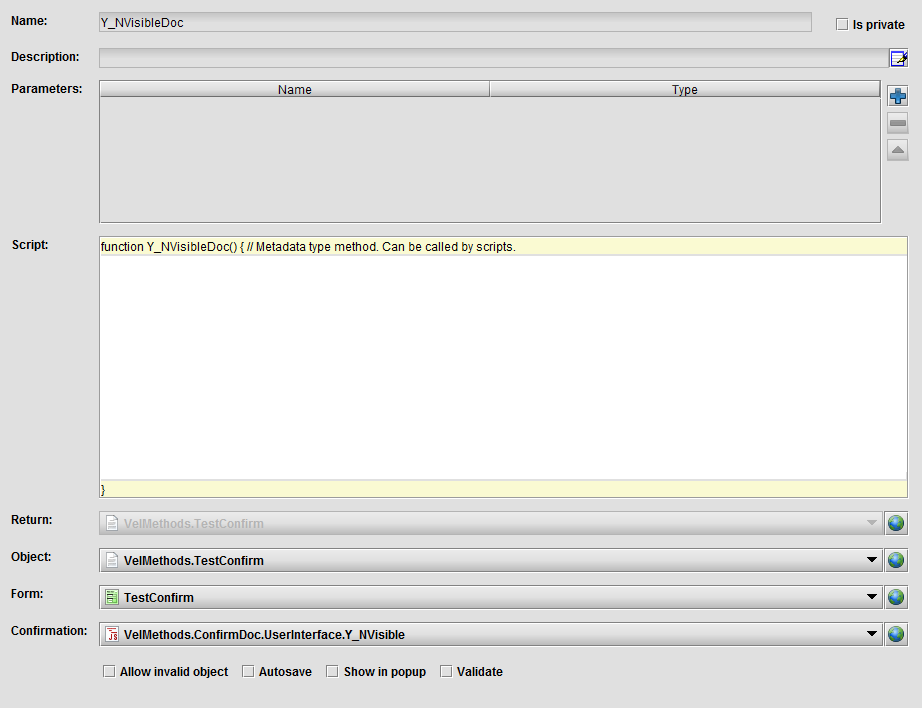 Name: Y_NVisibleDoc Is private
Description:
Parameters: Name Type
Script: function Y_NVisibleDoc() { // Metadata type method. Can be called by scripts.
}
Return: VelMethods.TestConfirm
Object: VelMethods.TestConfirm
Form: TestConfirm
Confirmation: JS VelMethods.ConfirmDoc.UserInterface.Y_NVisible
Allow invalid object Autosave Show in popup Validate